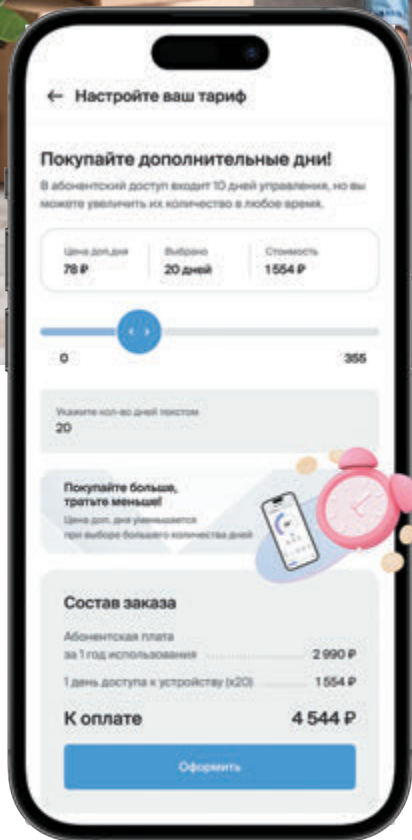 ← Настройте ваш тариф
Покупайте дополнительные дни!
В абонентский доступ входит 10 дней управления, но вы
можете увеличить их количество в любое время.
Цена доп.дня
Выбрано
Стоимость
78 ₽
20 дней
1 554 ₽
0
355
Укажите кол-во дней текстом
20
Покупайте больше,
тратьте меньше!
Цена доп. дня уменьшается
при выборе большего количества дней
Состав заказа
Абонентская плата
за 1 год использования 2 990 ₽
1 день доступа к устройству (x20) 1 554 ₽
К оплате 4 544 ₽
Оформить